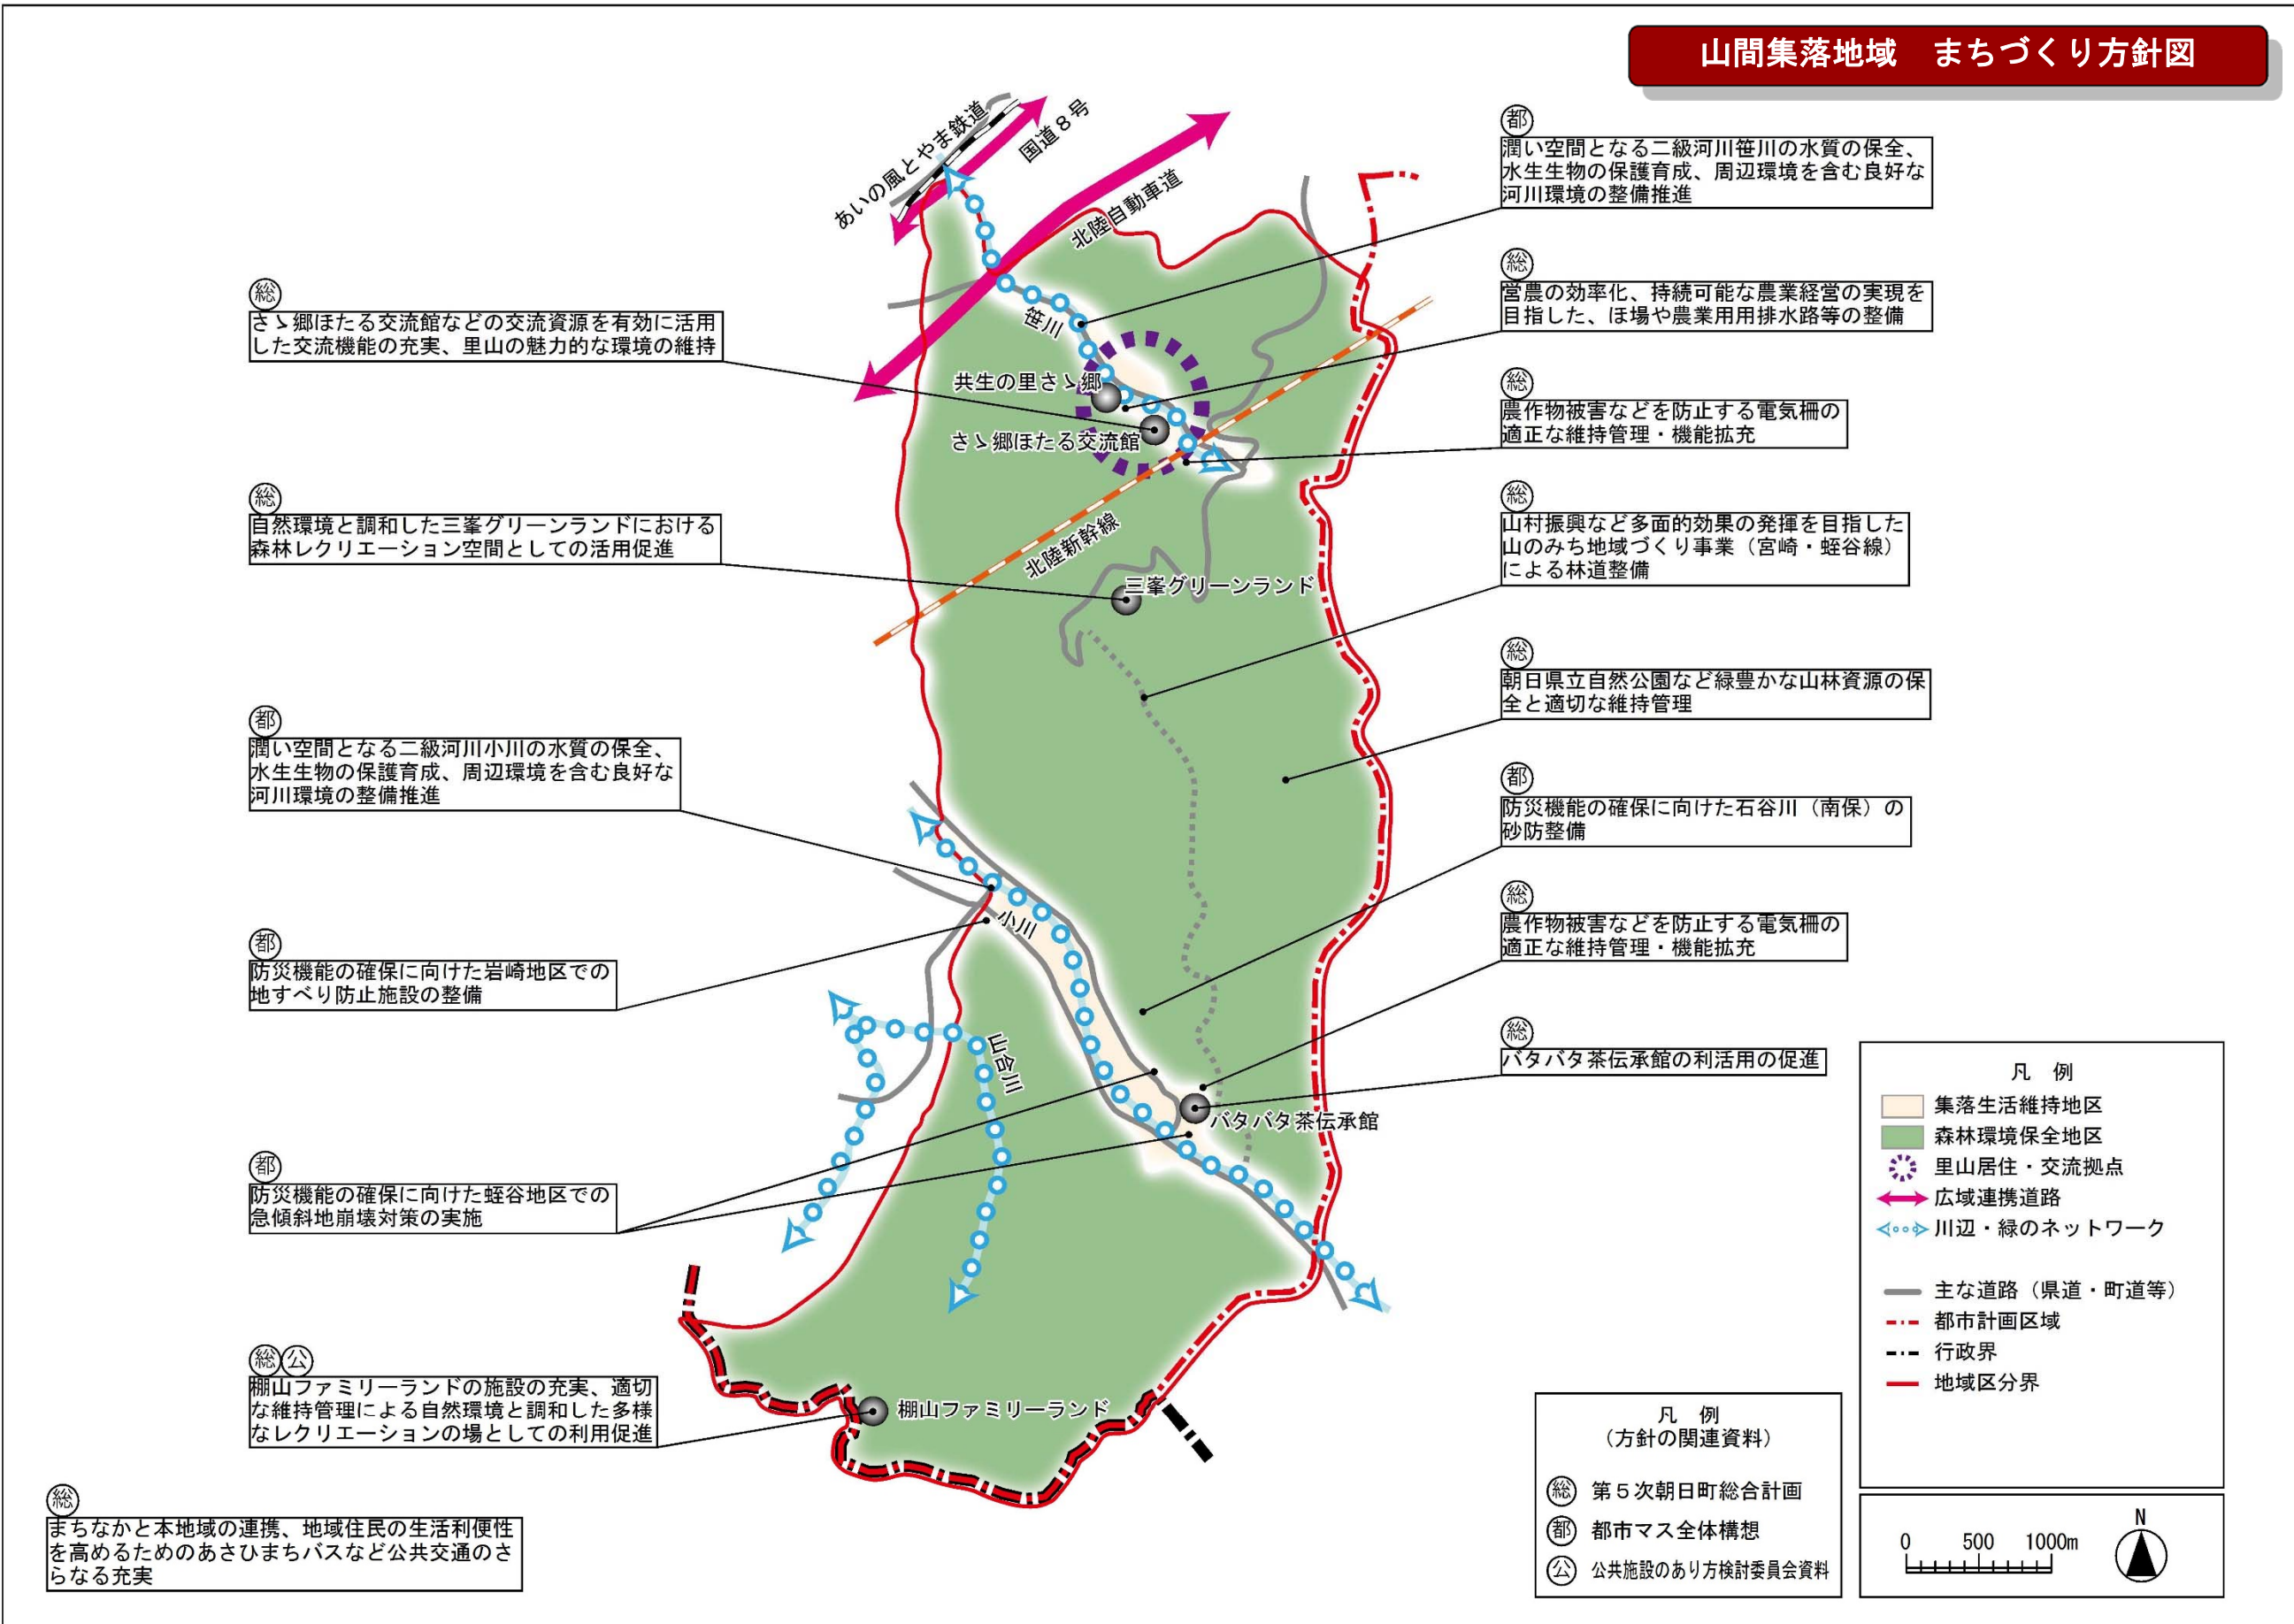 山間集落地域　まちづくり方針図
あいの風とやま鉄道
国道８号
北陸自動車道
笹川
共生の里さゝ郷
さゝ郷ほたる交流館
北陸新幹線
三峯グリーンランド
小川
山合川
バタバタ茶伝承館
棚山ファミリーランド
総
さゝ郷ほたる交流館などの交流資源を有効に活用
した交流機能の充実、里山の魅力的な環境の維持
総
自然環境と調和した三峯グリーンランドにおける
森林レクリエーション空間としての活用促進
都
潤い空間となる二級河川小川の水質の保全、
水生生物の保護育成、周辺環境を含む良好な
河川環境の整備推進
都
防災機能の確保に向けた岩崎地区での
地すべり防止施設の整備
都
防災機能の確保に向けた蛭谷地区での
急傾斜地崩壊対策の実施
総公
棚山ファミリーランドの施設の充実、適切
な維持管理による自然環境と調和した多様
なレクリエーションの場としての利用促進
総
まちなかと本地域の連携、地域住民の生活利便性
を高めるためのあさひまちバスなど公共交通のさ
らなる充実
都
潤い空間となる二級河川笹川の水質の保全、
水生生物の保護育成、周辺環境を含む良好な
河川環境の整備推進
総
営農の効率化、持続可能な農業経営の実現を
目指した、ほ場や農業用用排水路等の整備
総
農作物被害などを防止する電気柵の
適正な維持管理・機能拡充
総
山村振興など多面的効果の発揮を目指した
山のみち地域づくり事業（宮崎・蛭谷線）
による林道整備
総
朝日県立自然公園など緑豊かな山林資源の保
全と適切な維持管理
都
防災機能の確保に向けた石谷川（南保）の
砂防整備
総
農作物被害などを防止する電気柵の
適正な維持管理・機能拡充
総
バタバタ茶伝承館の利活用の促進
凡　例
集落生活維持地区
森林環境保全地区
里山居住・交流拠点
広域連携道路
川辺・緑のネットワーク
主な道路（県道・町道等）
都市計画区域
行政界
地域区分界
凡　例
（方針の関連資料）
総　第５次朝日町総合計画
都　都市マス全体構想
公　公共施設のあり方検討委員会資料
0　500　1000m
N